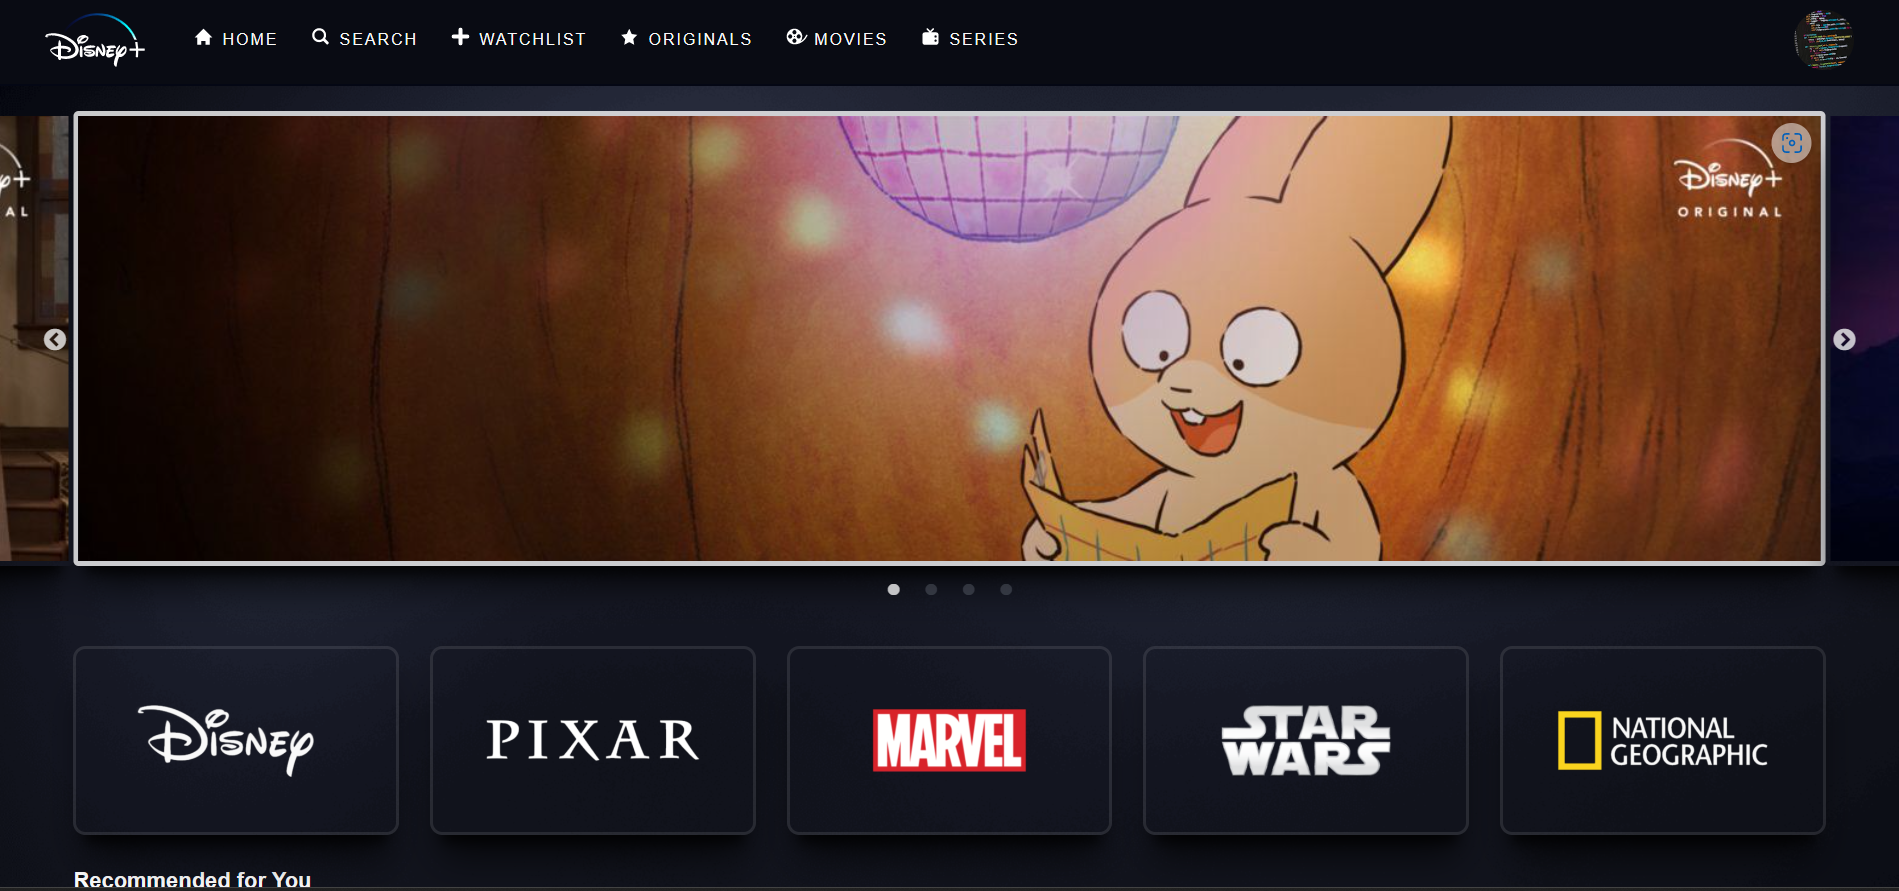 Disney+
HOME
SEARCH
WATCHLIST
ORIGINALS
MOVIES
SERIES
AL
Disney+
ORIGINAL
Disney
PIXAR
MARVEL
STAR
WARS
NATIONAL
GEOGRAPHIC
Recommended for You